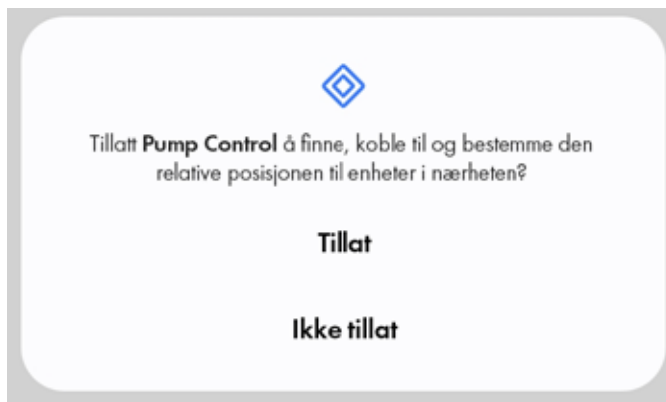 Tillatt Pump Control å finne, koble til og bestemme den
relative posisjonen til enheter i nærheten?
Tillat
Ikke tillat